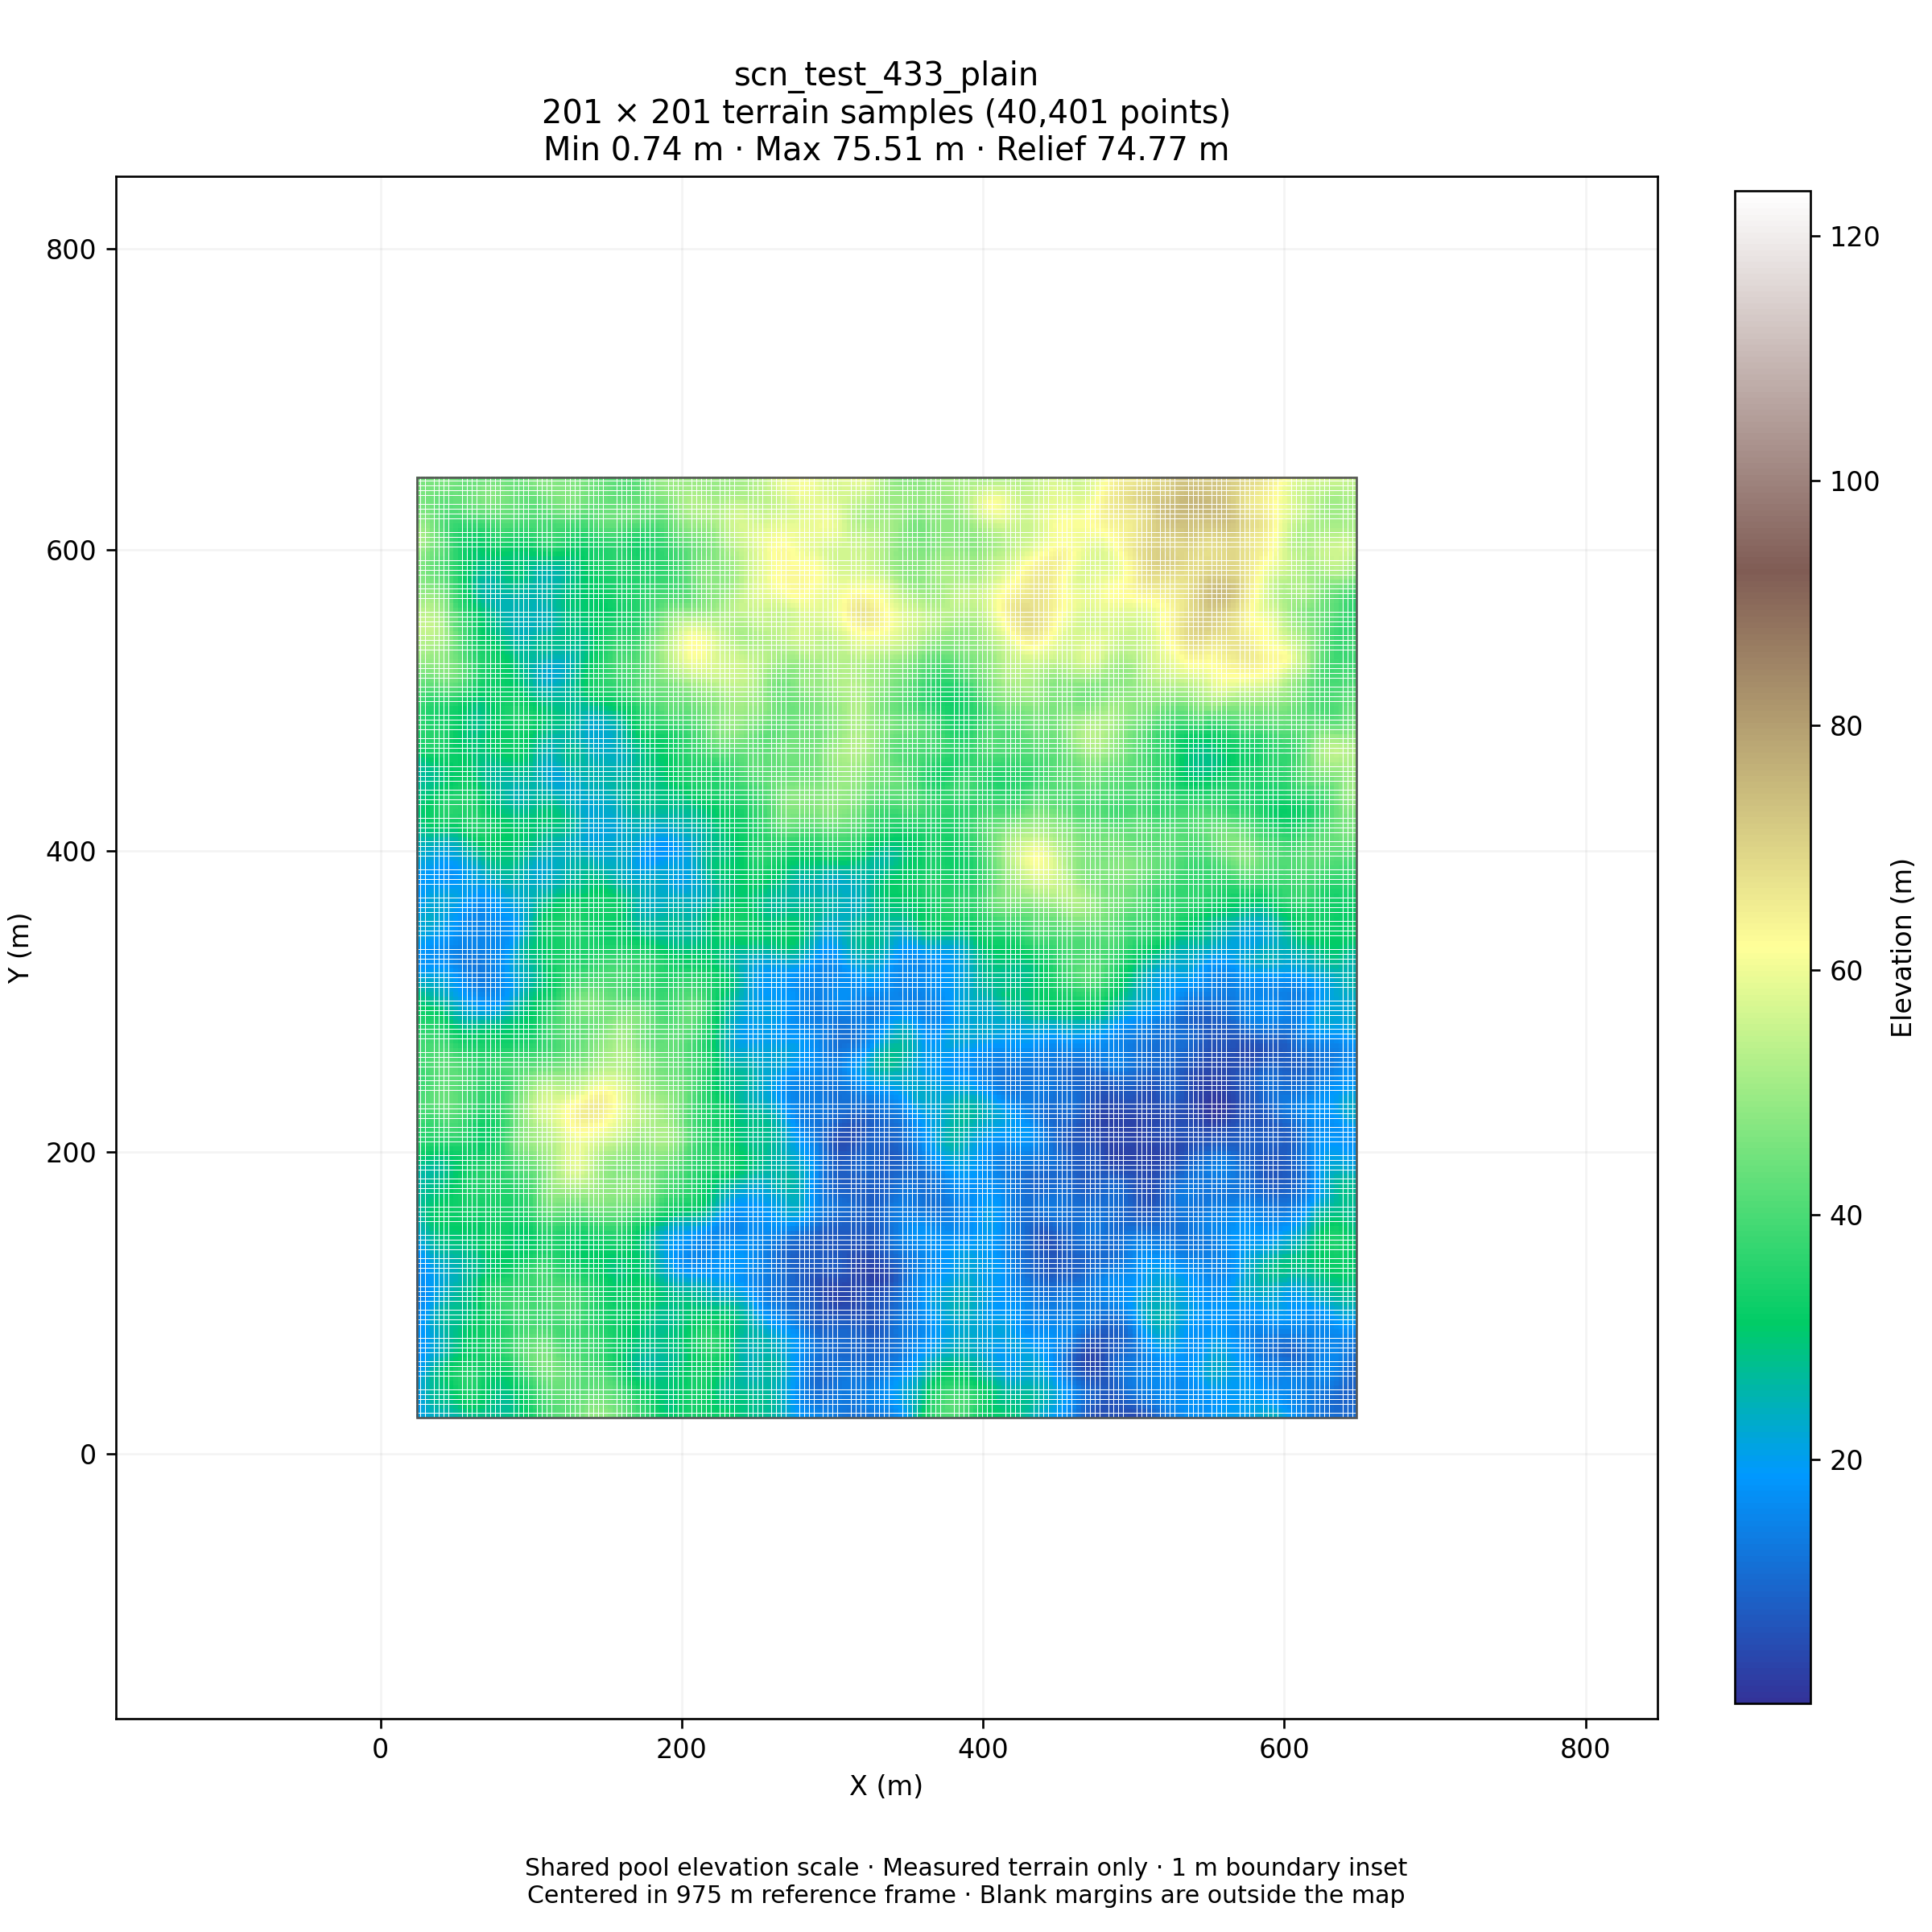 scn_test_433_plain
201 × 201 terrain samples (40,401 points)
Min 0.74 m · Max 75.51 m · Relief 74.77 m
800
600
400
200
0
Y (m)
0
200
400
600
800
X (m)
120
100
80
60
40
20
Elevation (m)
Shared pool elevation scale · Measured terrain only · 1 m boundary inset
Centered in 975 m reference frame · Blank margins are outside the map